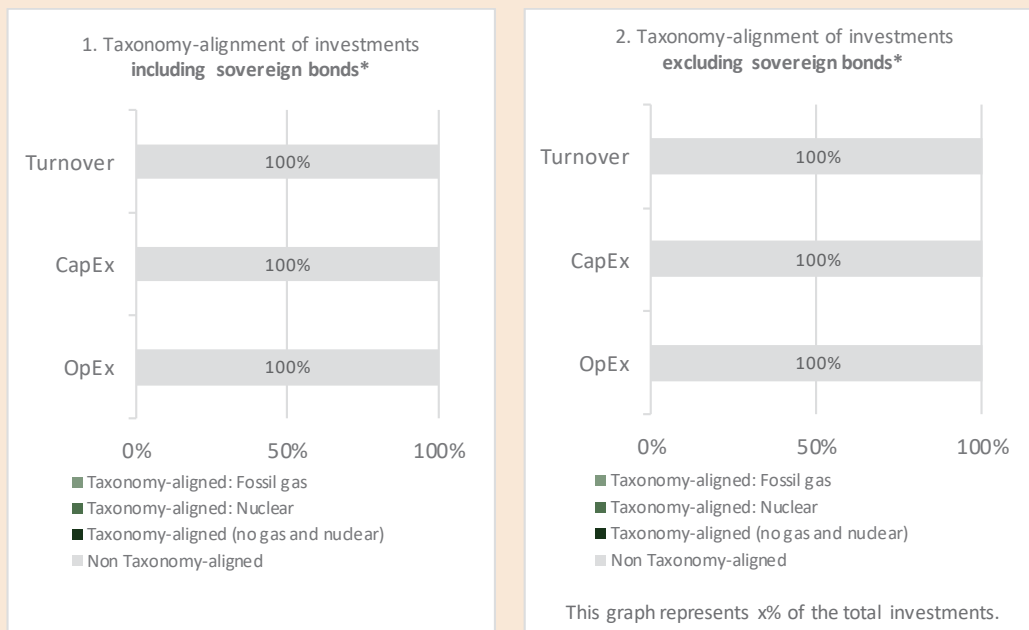 1. Taxonomy-alignment of investments
including sovereign bonds*
Turnover
100%
CapEx
100%
OpEx
100%
0%
50%
100%
Taxonomy-aligned: Fossil gas
Taxonomy-aligned: Nuclear
Taxonomy-aligned (no gas and nuclear)
Non Taxonomy-aligned
2. Taxonomy-alignment of investments
excluding sovereign bonds*
Turnover
100%
CapEx
100%
OpEx
100%
0%
50%
100%
Taxonomy-aligned: Fossil gas
Taxonomy-aligned: Nuclear
Taxonomy-aligned (no gas and nuclear)
Non Taxonomy-aligned
This graph represents x% of the total investments.